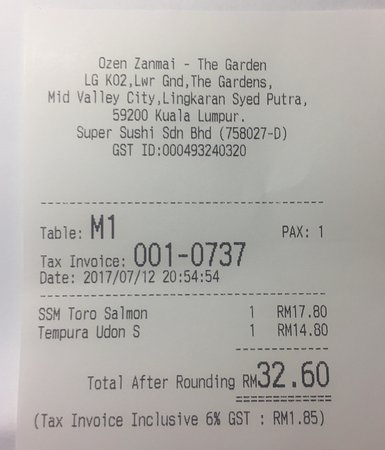 Ozen Zanmai - The Garden
LG K02,Lwr Gnd,The Gardens,
Mid Valley City,Lingkaran Syed Putra,
59200 Kuala Lumpur.
Super Sushi Sdn Bhd (758027-D)
GST ID:000493240320
Table: M1 PAX: 1
Tax Invoice: 001-0737
Date: 2017/07/12 20:54:54
SSM Toro Salmon 1 RM17.80
Tempura Udon S 1 RM14.80
Total After Rounding RM32.60
(Tax Invoice Inclusive 6% GST : RM1.85)